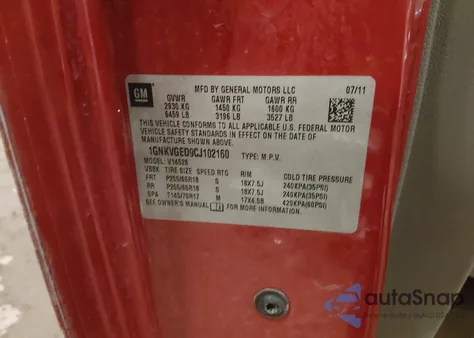 GM
MFD BY GENERAL MOTORS LLC 07/11
GVWR GAWR FRT GAWR RR
2930 KG 1450 KG 1600 KG
6459 LB 3196 LB 3527 LB
THIS VEHICLE CONFORMS TO ALL APPLICABLE U.S. FEDERAL MOTOR
VEHICLE SAFETY STANDARDS IN EFFECT ON THE DATE OF
MANUFACTURE SHOWN ABOVE.
1GNKVGED9CJ102160 TYPE: M.P.V.
MODEL: V14526
TIRE SIZE SPEED RTG RIM COLD TIRE PRESSURE
FRT P255/65R18 S 18X7.5J 240KPA(35PSI)
RR P255/65R18 S 18X7.5J 240KPA(35PSI)
SPA T145/70R17 M 17X4.5B 420KPA(60PSI)
SEE OWNER'S MANUAL FOR MORE INFORMATION.
autaSnap